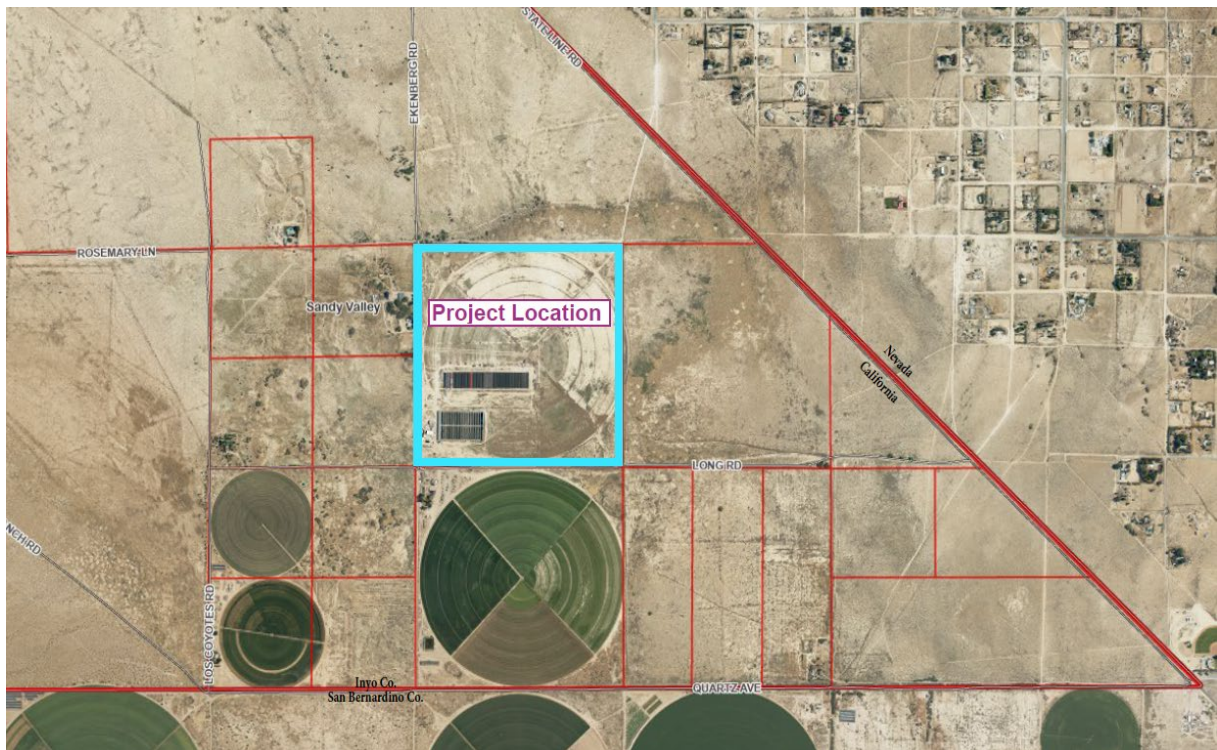 STATE LINE RD
EKENBERG RD
ROSEMARY LN
Sandy Valley
Project Location
Nevada
California
LONG RD
NCH RD
LOS COYOTES RD
Inyo Co.
San Bernardino Co.
QUARTZ AVE